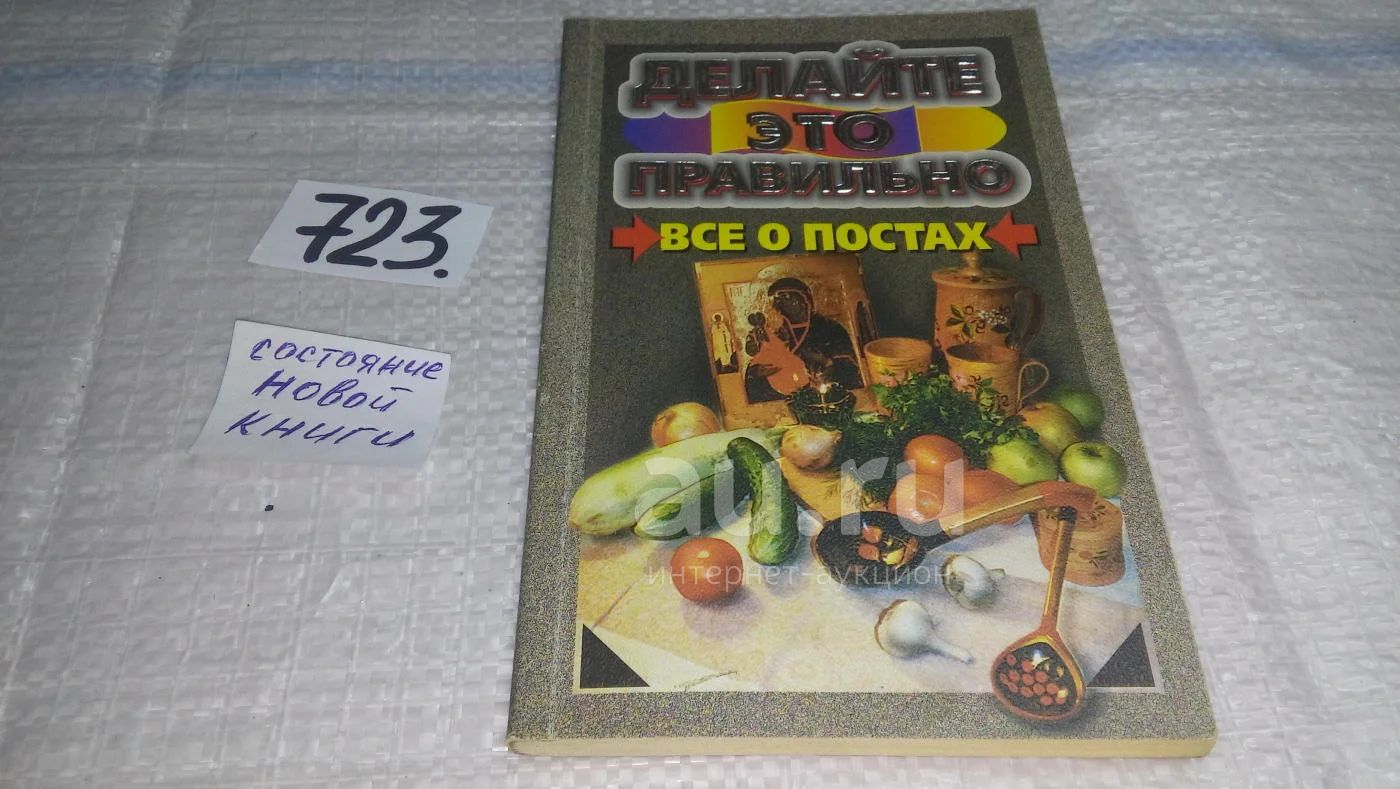 ДЕЛАЙТЕ
ЭТО
ПРАВИЛЬНО
ВСЕ О ПОСТАХ
723.
состояние
новой
книги
au.ru
интернет-аукцион